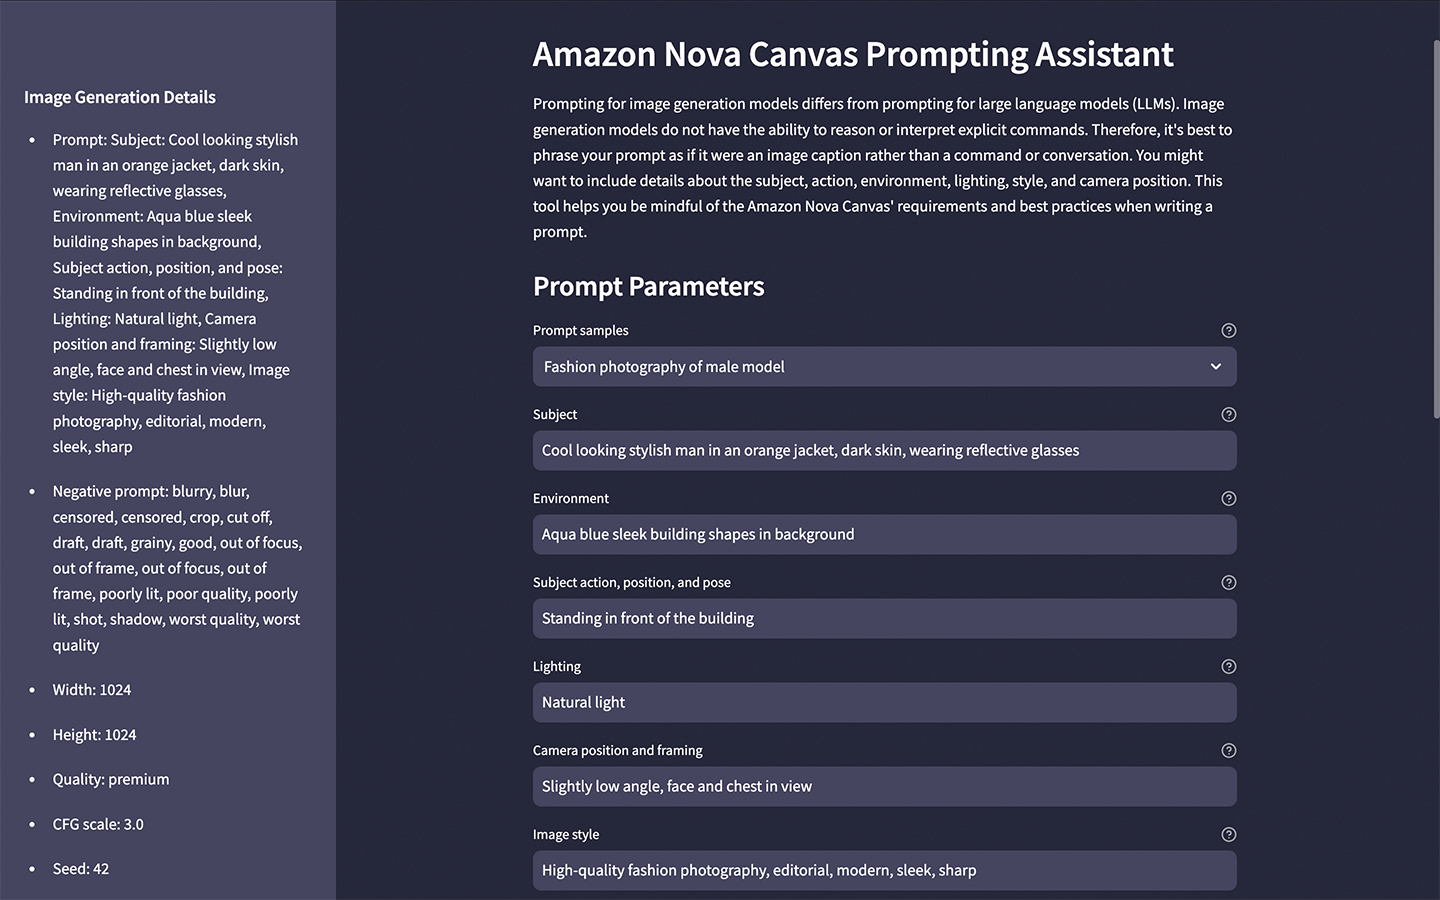 Image Generation Details
• Prompt: Subject: Cool looking stylish
man in an orange jacket, dark skin,
wearing reflective glasses,
Environment: Aqua blue sleek
building shapes in background,
Subject action, position, and pose:
Standing in front of the building,
Lighting: Natural light, Camera
position and framing: Slightly low
angle, face and chest in view, Image
style: High-quality fashion
photography, editorial, modern,
sleek, sharp
• Negative prompt: blurry, blur,
censored, censored, crop, cut off,
draft, draft, grainy, good, out of focus,
out of frame, out of focus, out of
frame, poorly lit, poor quality, poorly
lit, shot, shadow, worst quality, worst
quality
• Width: 1024
• Height: 1024
• Quality: premium
• CFG scale: 3.0
• Seed: 42
Amazon Nova Canvas Prompting Assistant
Prompting for image generation models differs from prompting for large language models (LLMs). Image
generation models do not have the ability to reason or interpret explicit commands. Therefore, it's best to
phrase your prompt as if it were an image caption rather than a command or conversation. You might
want to include details about the subject, action, environment, lighting, style, and camera position. This
tool helps you be mindful of the Amazon Nova Canvas' requirements and best practices when writing a
prompt.
Prompt Parameters
Prompt samples
Fashion photography of male model
Subject
Cool looking stylish man in an orange jacket, dark skin, wearing reflective glasses
Environment
Aqua blue sleek building shapes in background
Subject action, position, and pose
Standing in front of the building
Lighting
Natural light
Camera position and framing
Slightly low angle, face and chest in view
Image style
High-quality fashion photography, editorial, modern, sleek, sharp